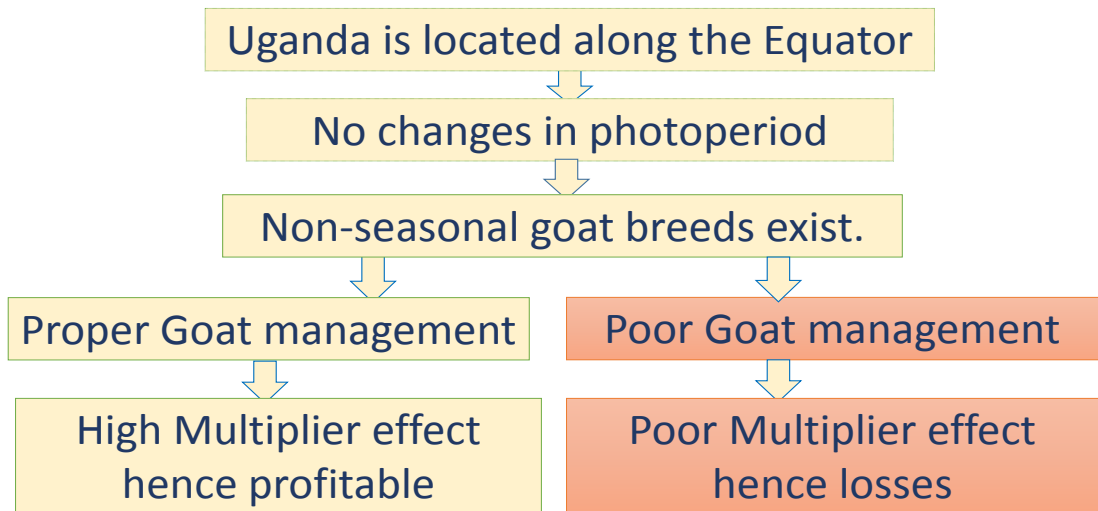 Uganda is located along the Equator
No changes in photoperiod
Non-seasonal goat breeds exist.
Proper Goat management
Poor Goat management
High Multiplier effect
hence profitable
Poor Multiplier effect
hence losses